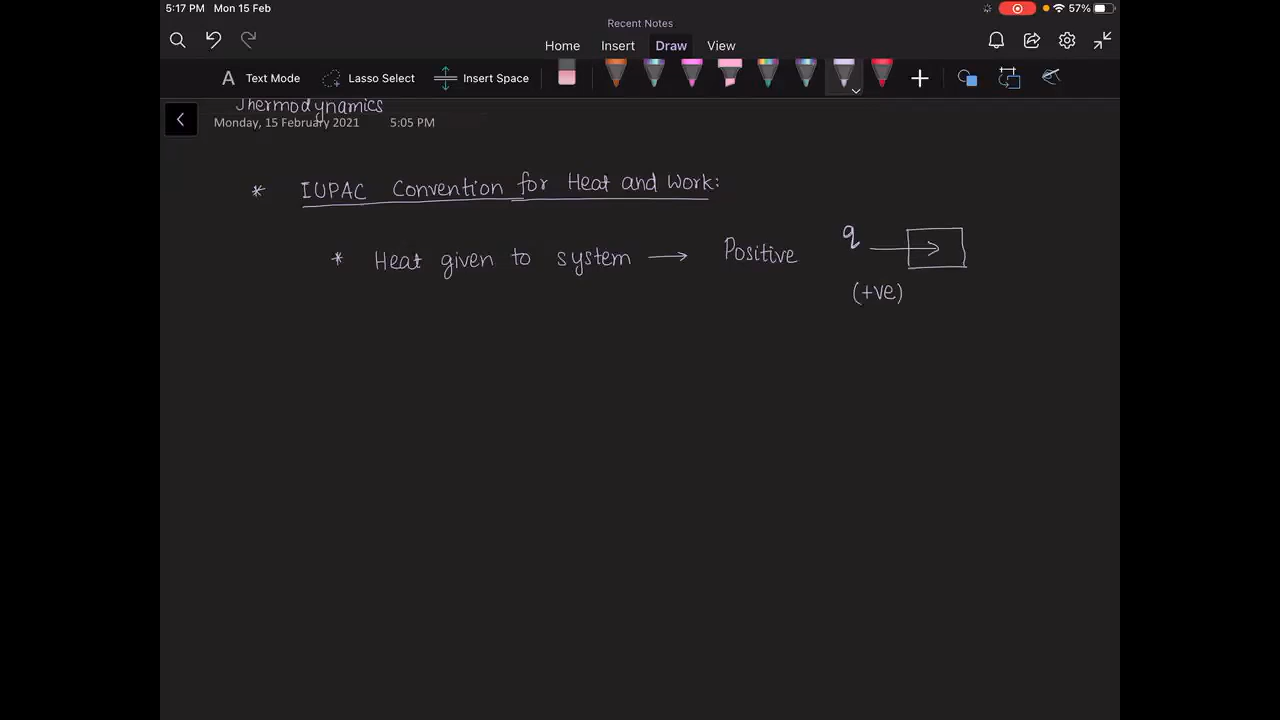 5:17 PM Mon 15 Feb
57%
Recent Notes
Home Insert Draw View
Text Mode Lasso Select Insert Space
Thermodynamics
Monday, 15 February 2021 5:05 PM
* IUPAC Convention for Heat and Work:
* Heat given to system → Positive q
(+ve)